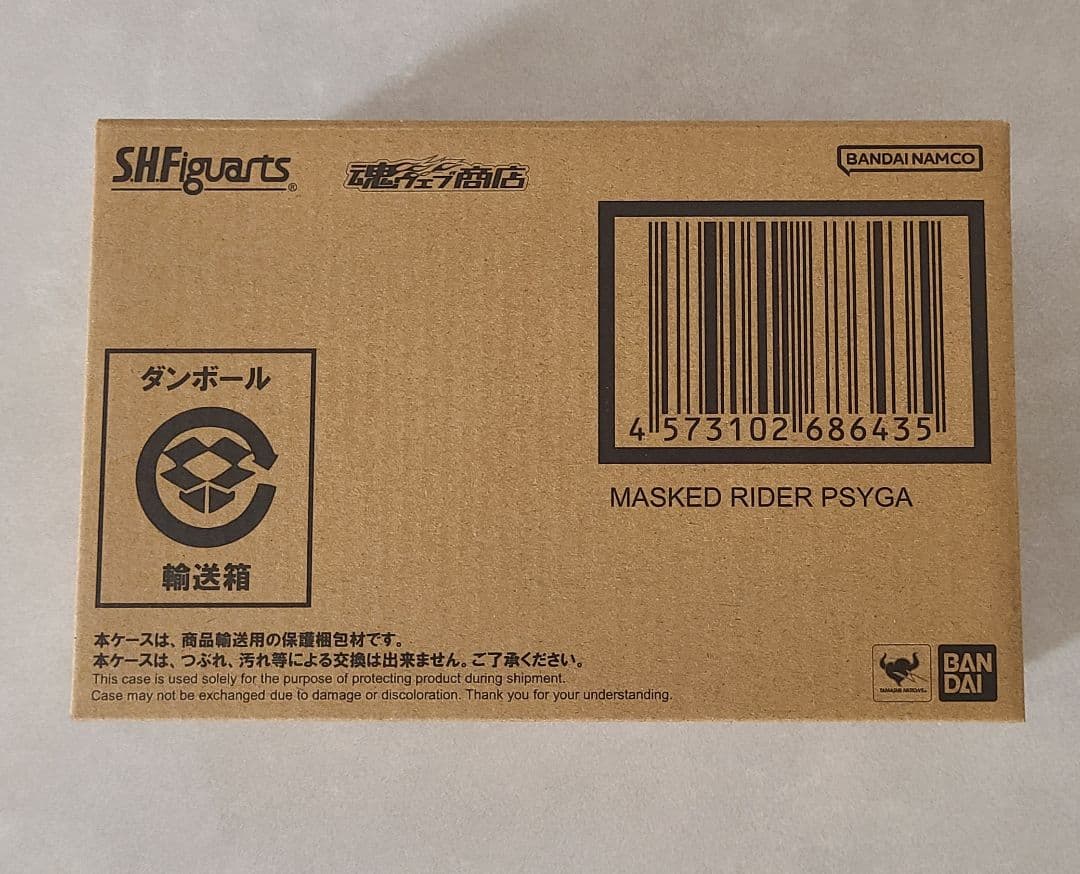 S.H.Figuarts®
魂ウェブ商店
BANDAI NAMCO
4 573102 686435
MASKED RIDER PSYGA
ダンボール
輸送箱
本ケースは、商品輸送用の保護梱包材です。
本ケースは、つぶれ、汚れ等による交換は出来ません。ご了承ください。
This case is used solely for the purpose of protecting product during shipment.
Case may not be exchanged due to damage or discoloration. Thank you for your understanding.
TAMASHII NATIONS
BAN
DAI